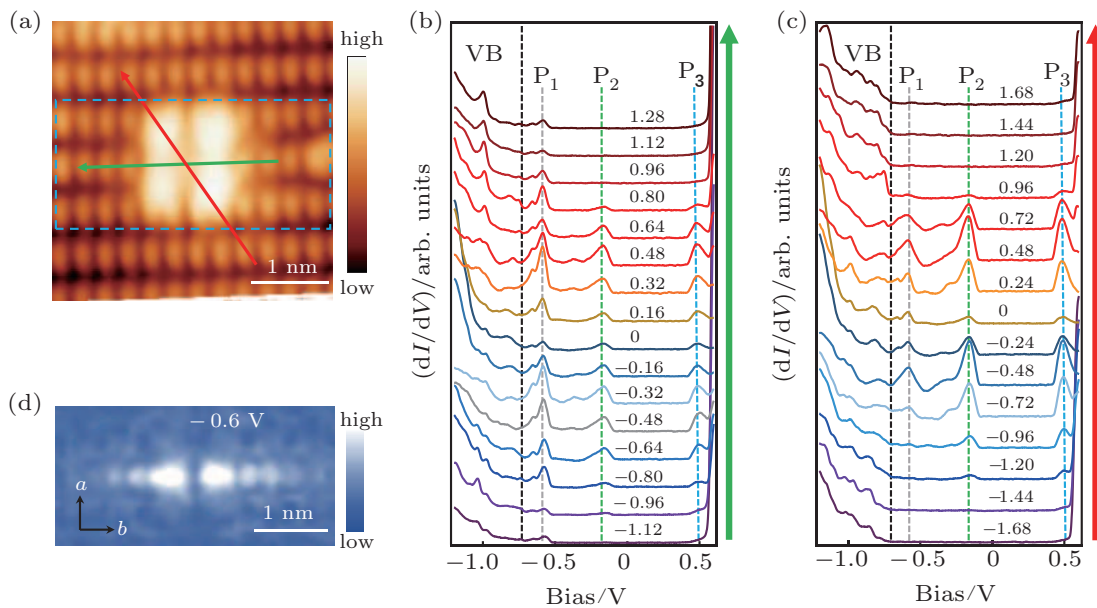 (a)
high
low
1 nm
(b)
VB
P1
P2
P3
1.28
1.12
0.96
0.80
0.64
0.48
0.32
0.16
0
−0.16
−0.32
−0.48
−0.64
−0.80
−0.96
−1.12
(dI/dV)/arb. units
−1.0
−0.5
0
0.5
Bias/V
(c)
VB
P1
P2
P3
1.68
1.44
1.20
0.96
0.72
0.48
0.24
0
−0.24
−0.48
−0.72
−0.96
−1.20
−1.44
−1.68
(dI/dV)/arb. units
−1.0
−0.5
0
0.5
Bias/V
(d)
−0.6 V
high
low
a
b
1 nm